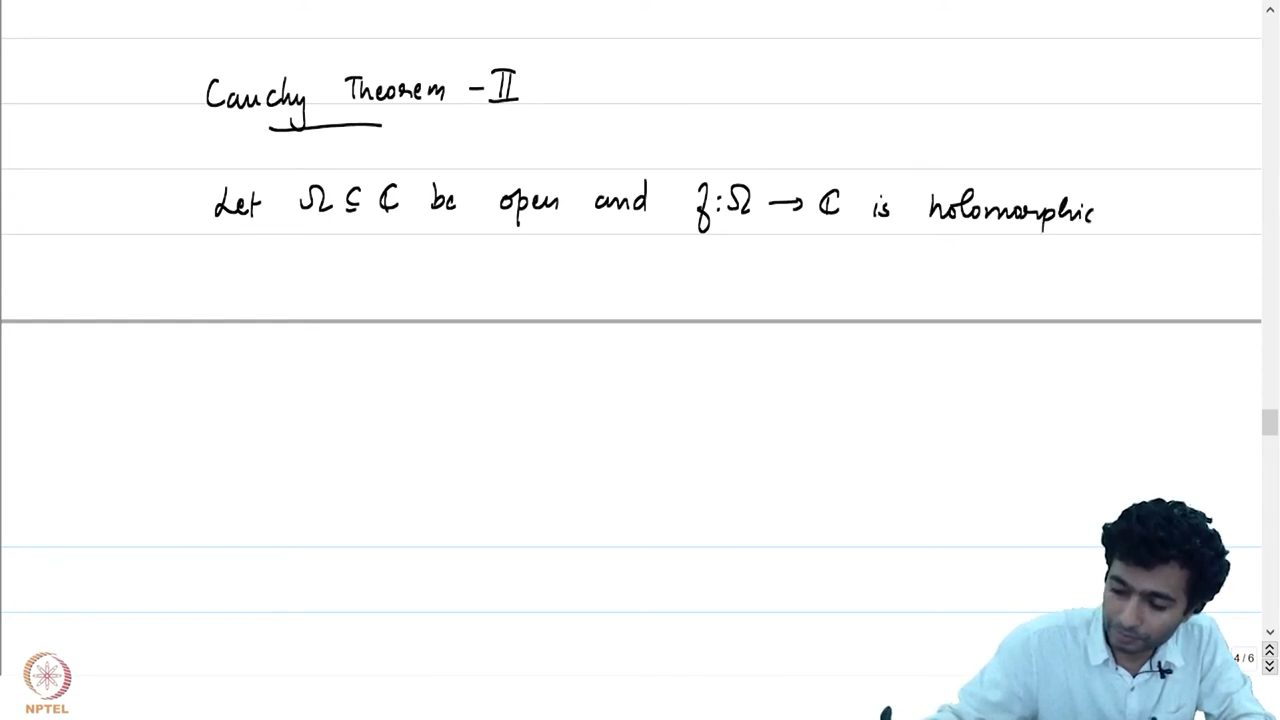 Cauchy Theorem - II
Let Ω ⊆ ℂ be open and f : Ω → ℂ is holomorphic
4 / 6
NPTEL